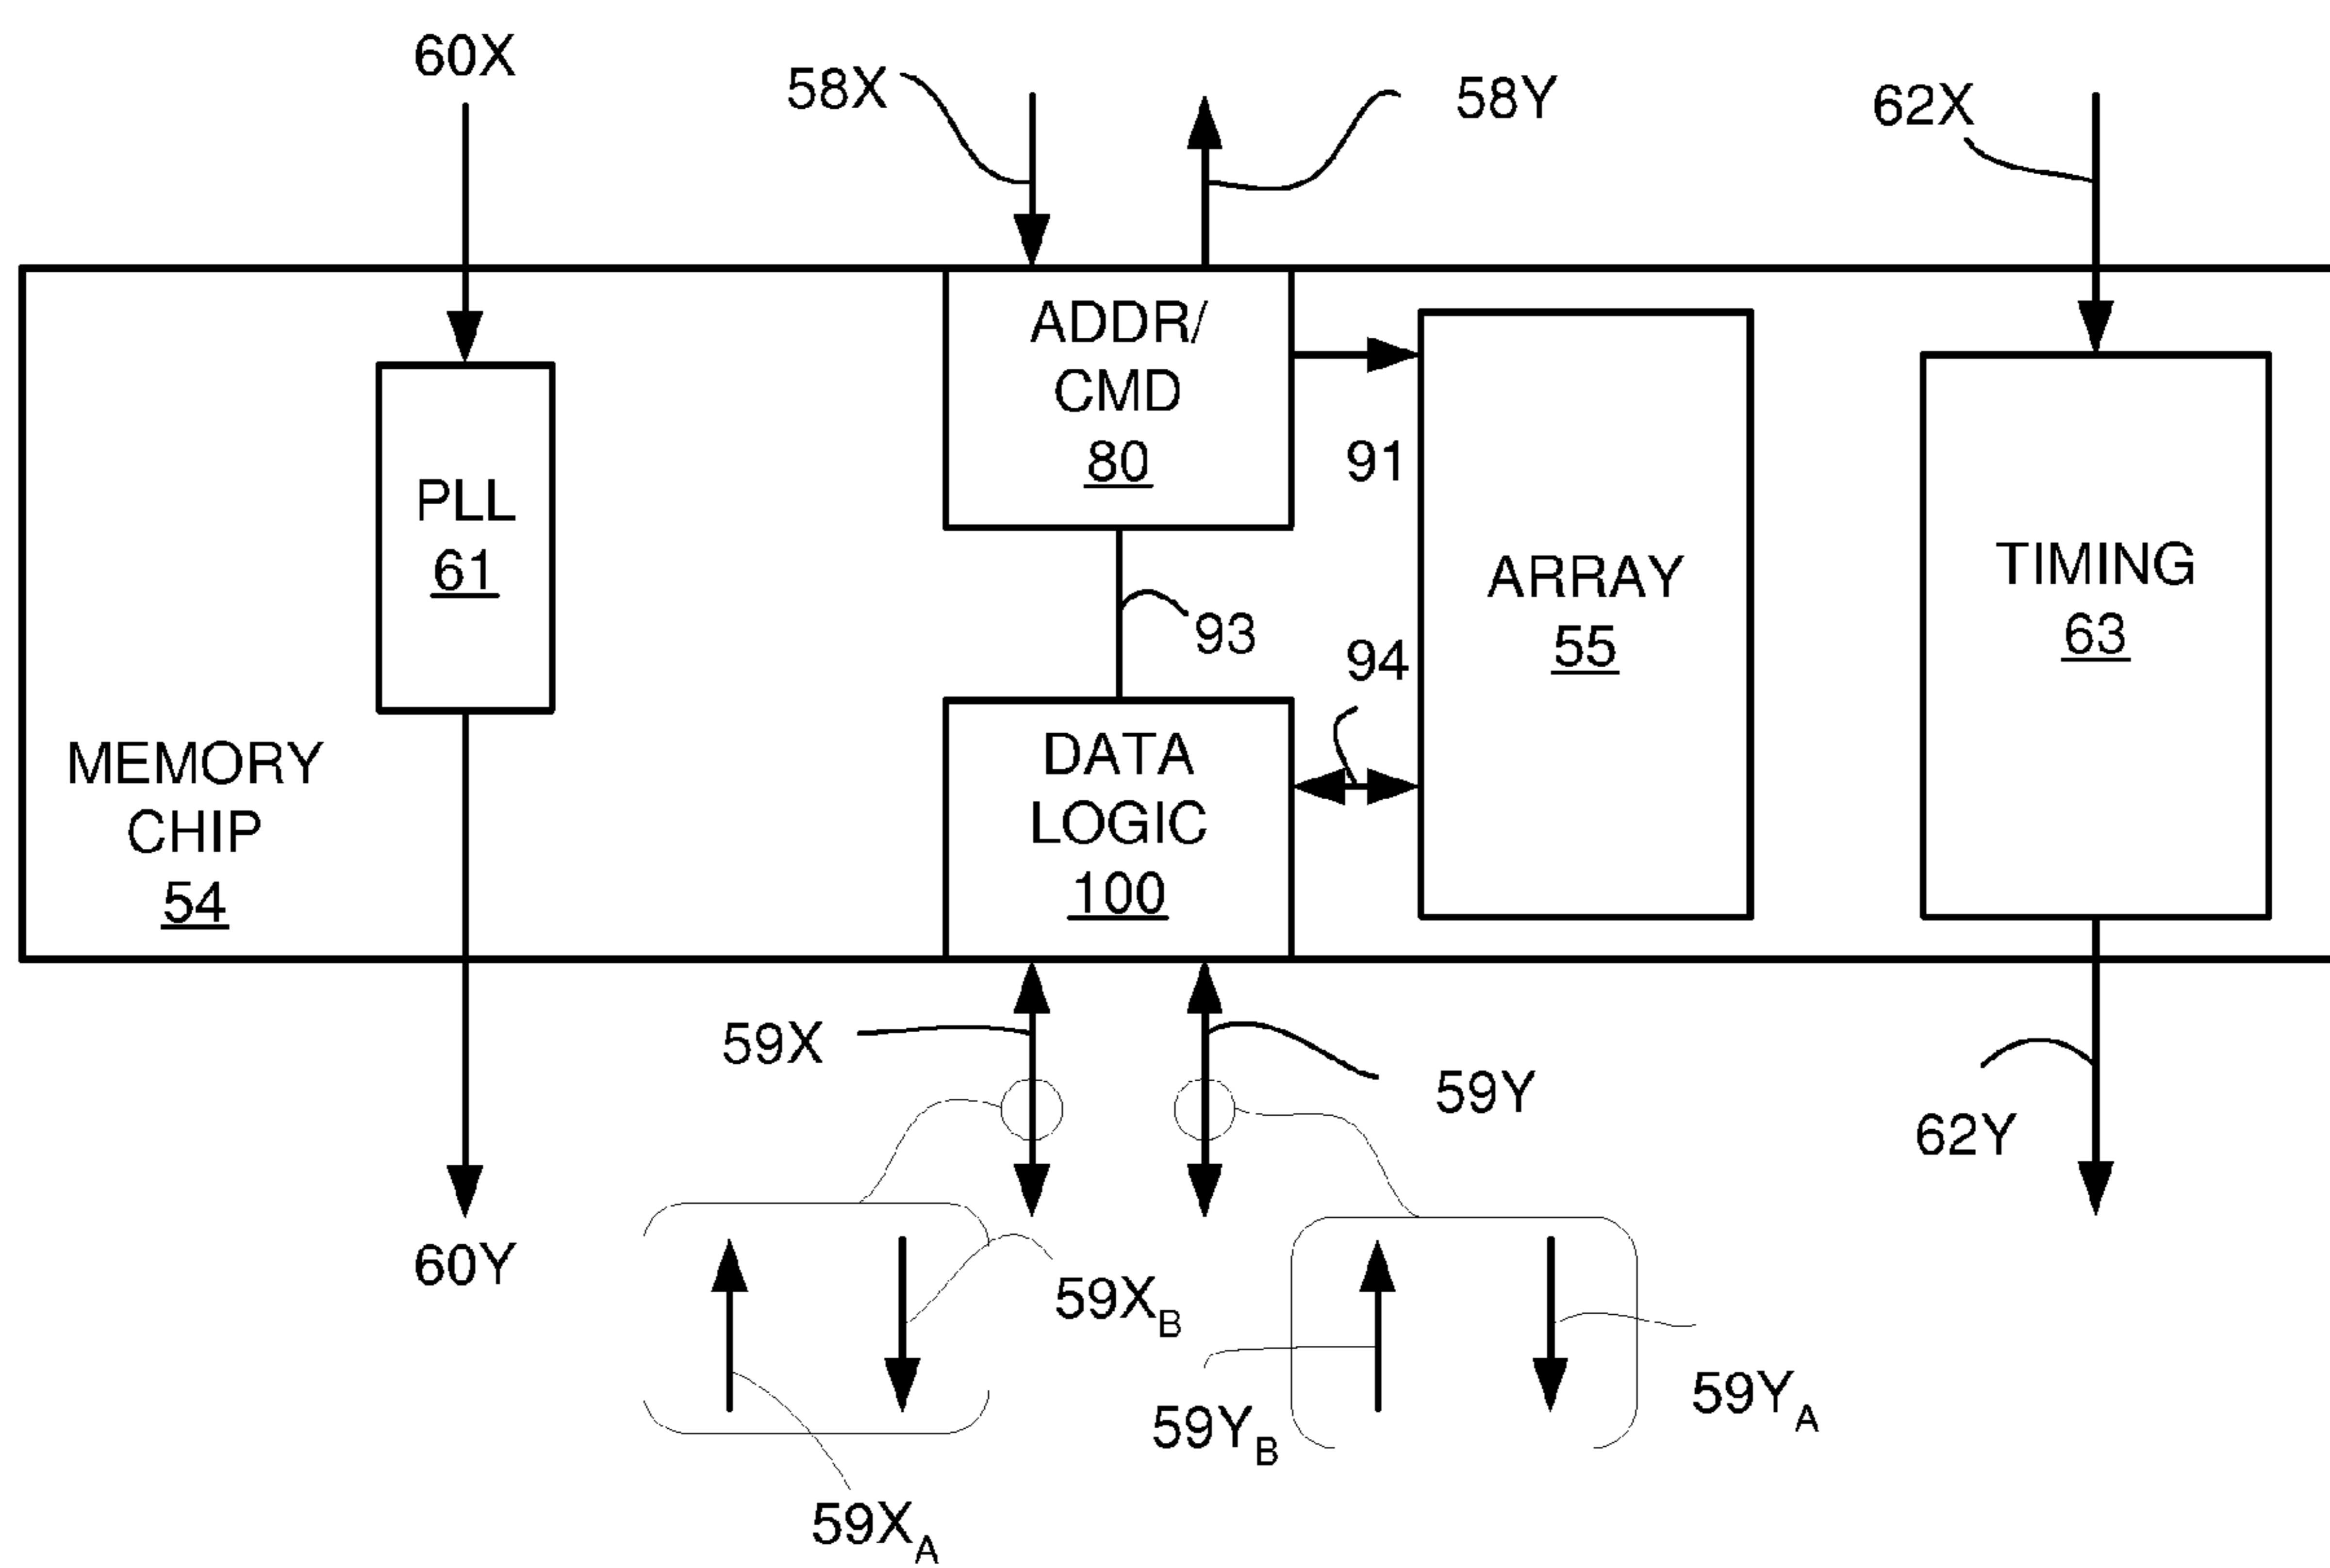 60X
58X
58Y
62X
ADDR/
CMD
80
91
PLL
61
ARRAY
55
TIMING
63
93
94
MEMORY
CHIP
54
DATA
LOGIC
100
59X
59Y
62Y
60Y
59XB
59YB
59YA
59XA